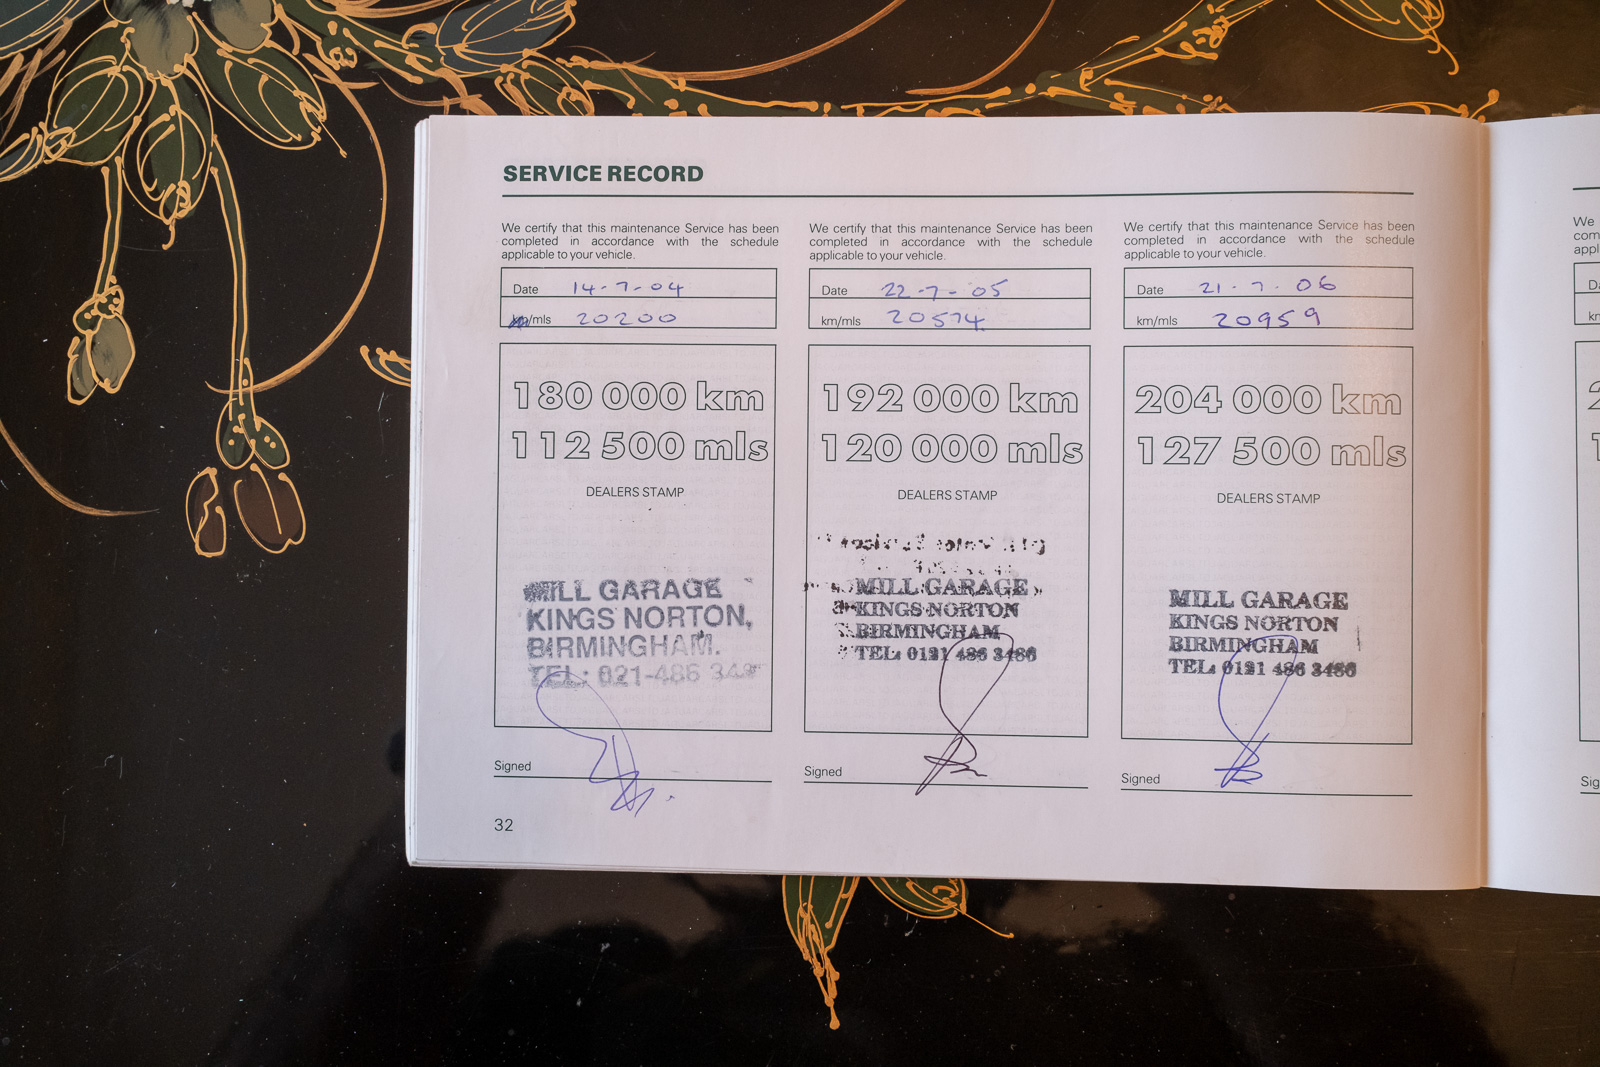 SERVICE RECORD
We certify that this maintenance Service has been
completed in accordance with the schedule
applicable to your vehicle.
Date 14-7-04
km/mls 20200
180 000 km
112 500 mls
DEALERS STAMP
MILL GARAGE
KINGS NORTON,
BIRMINGHAM.
TEL: 021-486 348
Signed
32
We certify that this maintenance Service has been
completed in accordance with the schedule
applicable to your vehicle.
Date 22-7-05
km/mls 20574
192 000 km
120 000 mls
DEALERS STAMP
MILL GARAGE
KINGS NORTON
BIRMINGHAM
TEL: 0121 486 3486
Signed
We certify that this maintenance Service has been
completed in accordance with the schedule
applicable to your vehicle.
Date 21-7-06
km/mls 20959
204 000 km
127 500 mls
DEALERS STAMP
MILL GARAGE
KINGS NORTON
BIRMINGHAM
TEL: 0121 486 3486
Signed
We